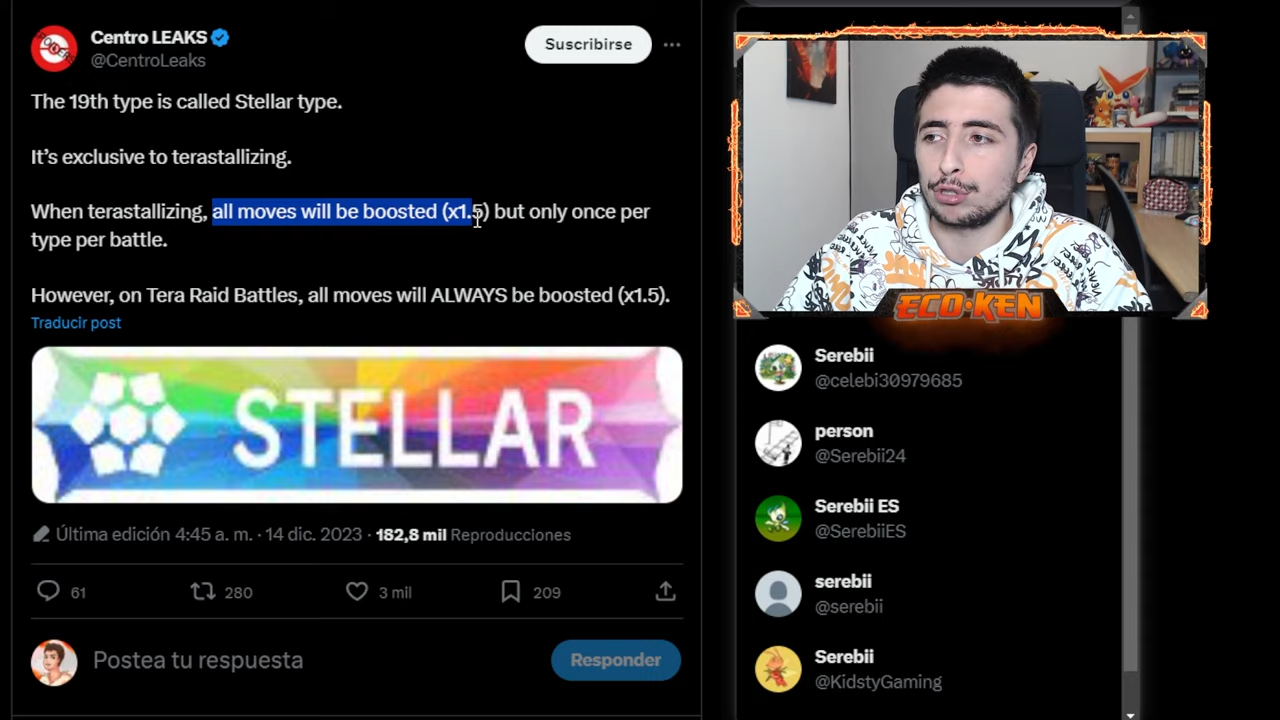 Centro LEAKS
@CentroLeaks
Suscribirse
The 19th type is called Stellar type.
It's exclusive to terastallizing.
When terastallizing, all moves will be boosted (x1.5) but only once per
type per battle.
However, on Tera Raid Battles, all moves will ALWAYS be boosted (x1.5).
Traducir post
STELLAR
Última edición 4:45 a. m. · 14 dic. 2023 · 182,8 mil Reproducciones
61
280
3 mil
209
Postea tu respuesta
Responder
ECO·KEN
Serebii
@celebi30979685
person
@Serebii24
Serebii ES
@SerebiiES
serebii
@serebii
Serebii
@KidstyGaming